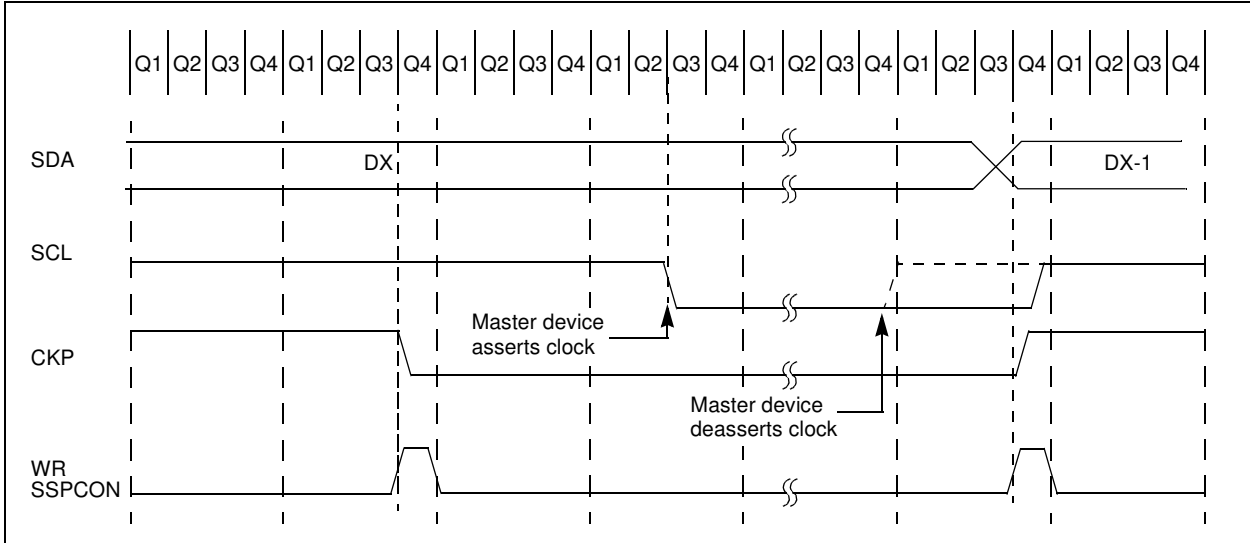 Q1 Q2 Q3 Q4 Q1 Q2 Q3 Q4 Q1 Q2 Q3 Q4 Q1 Q2 Q3 Q4 Q1 Q2 Q3 Q4 Q1 Q2 Q3 Q4 Q1 Q2 Q3 Q4
SDA
DX
DX-1
SCL
Master device
asserts clock
CKP
Master device
deasserts clock
WR
SSPCON